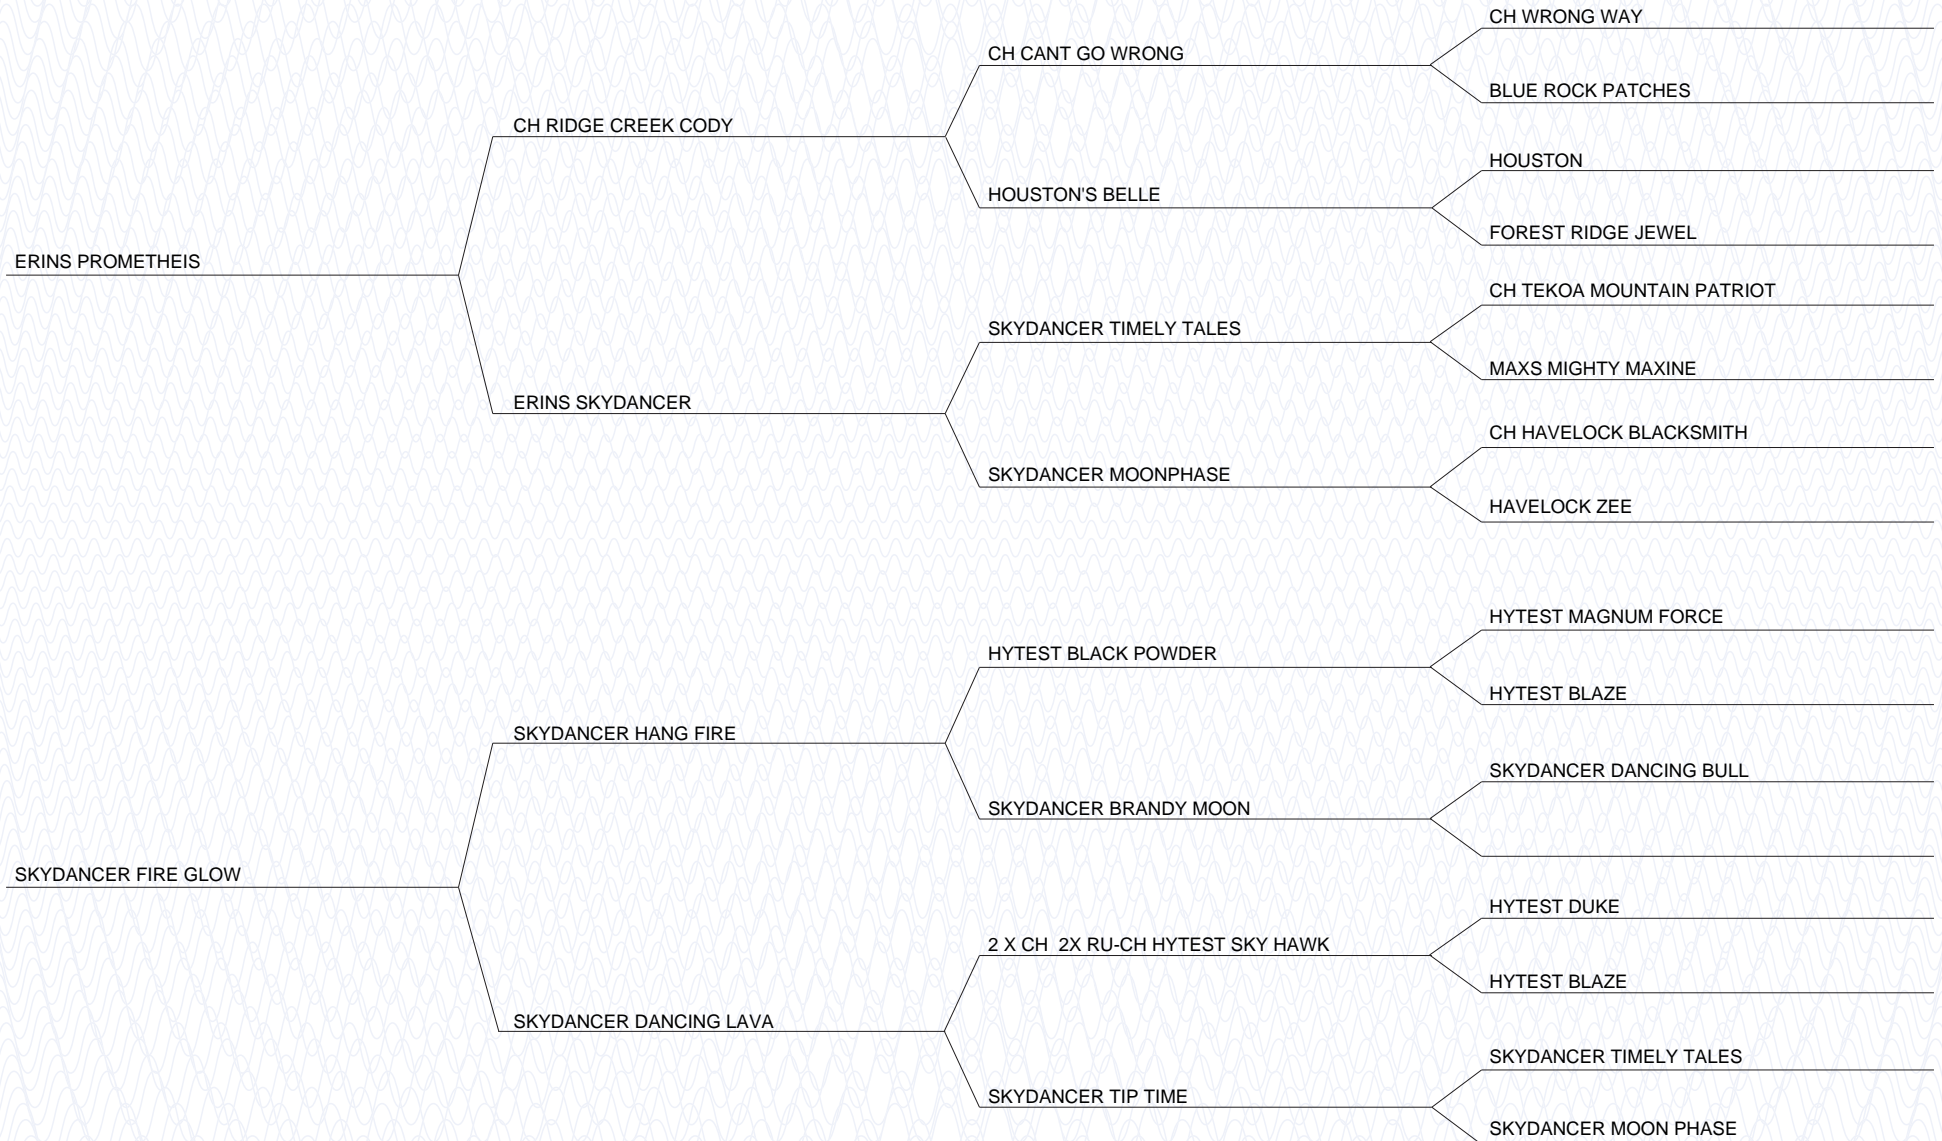 CH WRONG WAY
CH CANT GO WRONG
BLUE ROCK PATCHES
CH RIDGE CREEK CODY
HOUSTON
HOUSTON'S BELLE
FOREST RIDGE JEWEL
ERINS PROMETHEIS
CH TEKOA MOUNTAIN PATRIOT
SKYDANCER TIMELY TALES
MAXS MIGHTY MAXINE
ERINS SKYDANCER
CH HAVELOCK BLACKSMITH
SKYDANCER MOONPHASE
HAVELOCK ZEE
HYTEST MAGNUM FORCE
HYTEST BLACK POWDER
HYTEST BLAZE
SKYDANCER HANG FIRE
SKYDANCER DANCING BULL
SKYDANCER BRANDY MOON
SKYDANCER FIRE GLOW
HYTEST DUKE
2 X CH  2X RU-CH HYTEST SKY HAWK
HYTEST BLAZE
SKYDANCER DANCING LAVA
SKYDANCER TIMELY TALES
SKYDANCER TIP TIME
SKYDANCER MOON PHASE